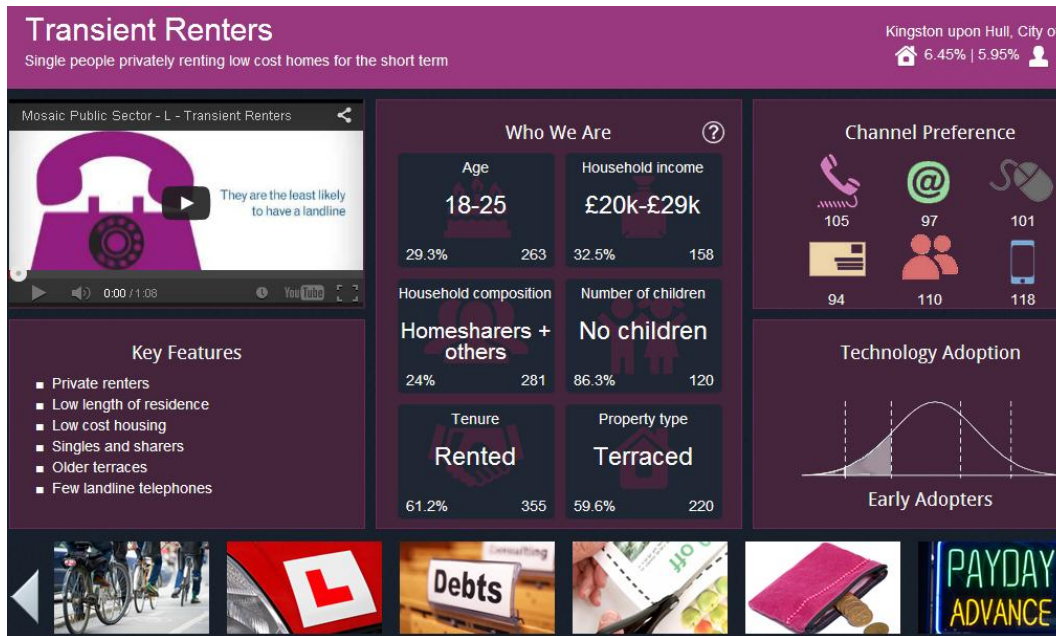 Transient Renters
Single people privately renting low cost homes for the short term
Kingston upon Hull, City o
6.45% | 5.95%
Mosaic Public Sector - L - Transient Renters
They are the least likely
to have a landline
0:00 / 1:08
YouTube
Key Features
Private renters
Low length of residence
Low cost housing
Singles and sharers
Older terraces
Few landline telephones
Who We Are
?
Age
18-25
29.3% 263
Household income
£20k-£29k
32.5% 158
Household composition
Homesharers +
others
24% 281
Number of children
No children
86.3% 120
Tenure
Rented
61.2% 355
Property type
Terraced
59.6% 220
Channel Preference
@
105 97 101
94 110 118
Technology Adoption
Early Adopters
L
Consulting
Debts
off
PAYDAY
ADVANCE